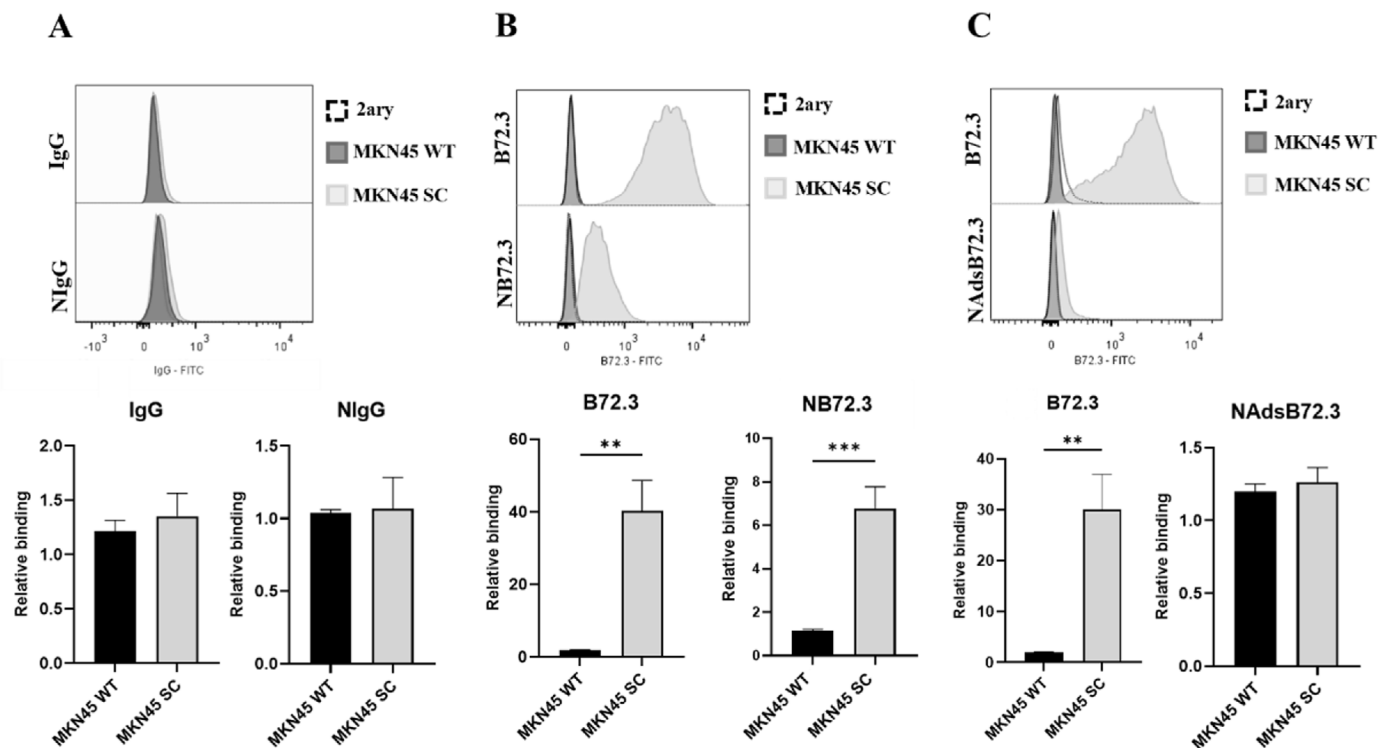 A
IgG
NIgG
2ary
MKN45 WT
MKN45 SC
-10³ 0 10³ 10⁴
IgG - FITC
B
B72.3
NB72.3
2ary
MKN45 WT
MKN45 SC
0 10³ 10⁴
B72.3 - FITC
C
B72.3
NAdsB72.3
2ary
MKN45 WT
MKN45 SC
0 10³ 10⁴
B72.3 - FITC
IgG
Relative binding
2.0
1.5
1.0
0.5
0.0
MKN45 WT
MKN45 SC
NIgG
Relative binding
1.5
1.0
0.5
0.0
MKN45 WT
MKN45 SC
B72.3
Relative binding
60
40
20
0
**
MKN45 WT
MKN45 SC
NB72.3
Relative binding
10
8
6
4
2
0
***
MKN45 WT
MKN45 SC
B72.3
Relative binding
40
30
20
10
0
**
MKN45 WT
MKN45 SC
NAdsB72.3
Relative binding
1.5
1.0
0.5
0.0
MKN45 WT
MKN45 SC